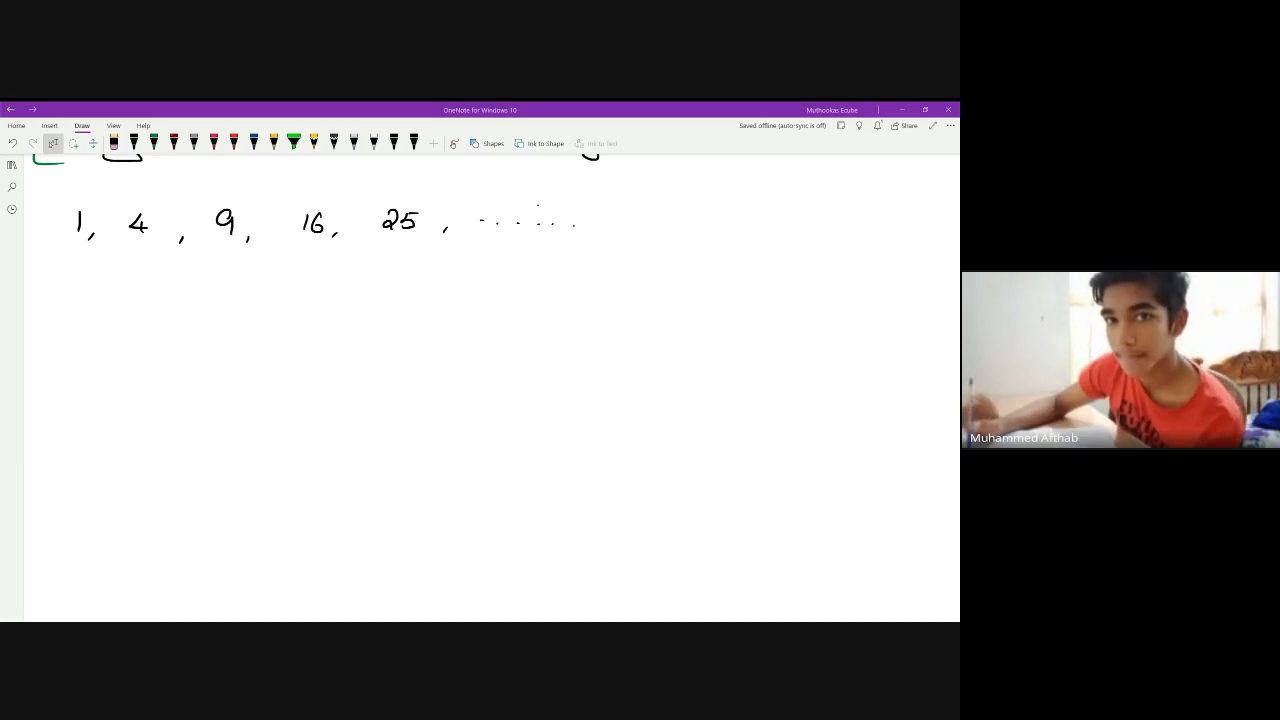 OneNote for Windows 10
Muthookas Ecube
Home Insert Draw View Help
Saved offline (auto-sync is off)
Share
Shapes Ink to Shape Ink to Text
1, 4, 9, 16, 25, ......
Muhammed Afthab